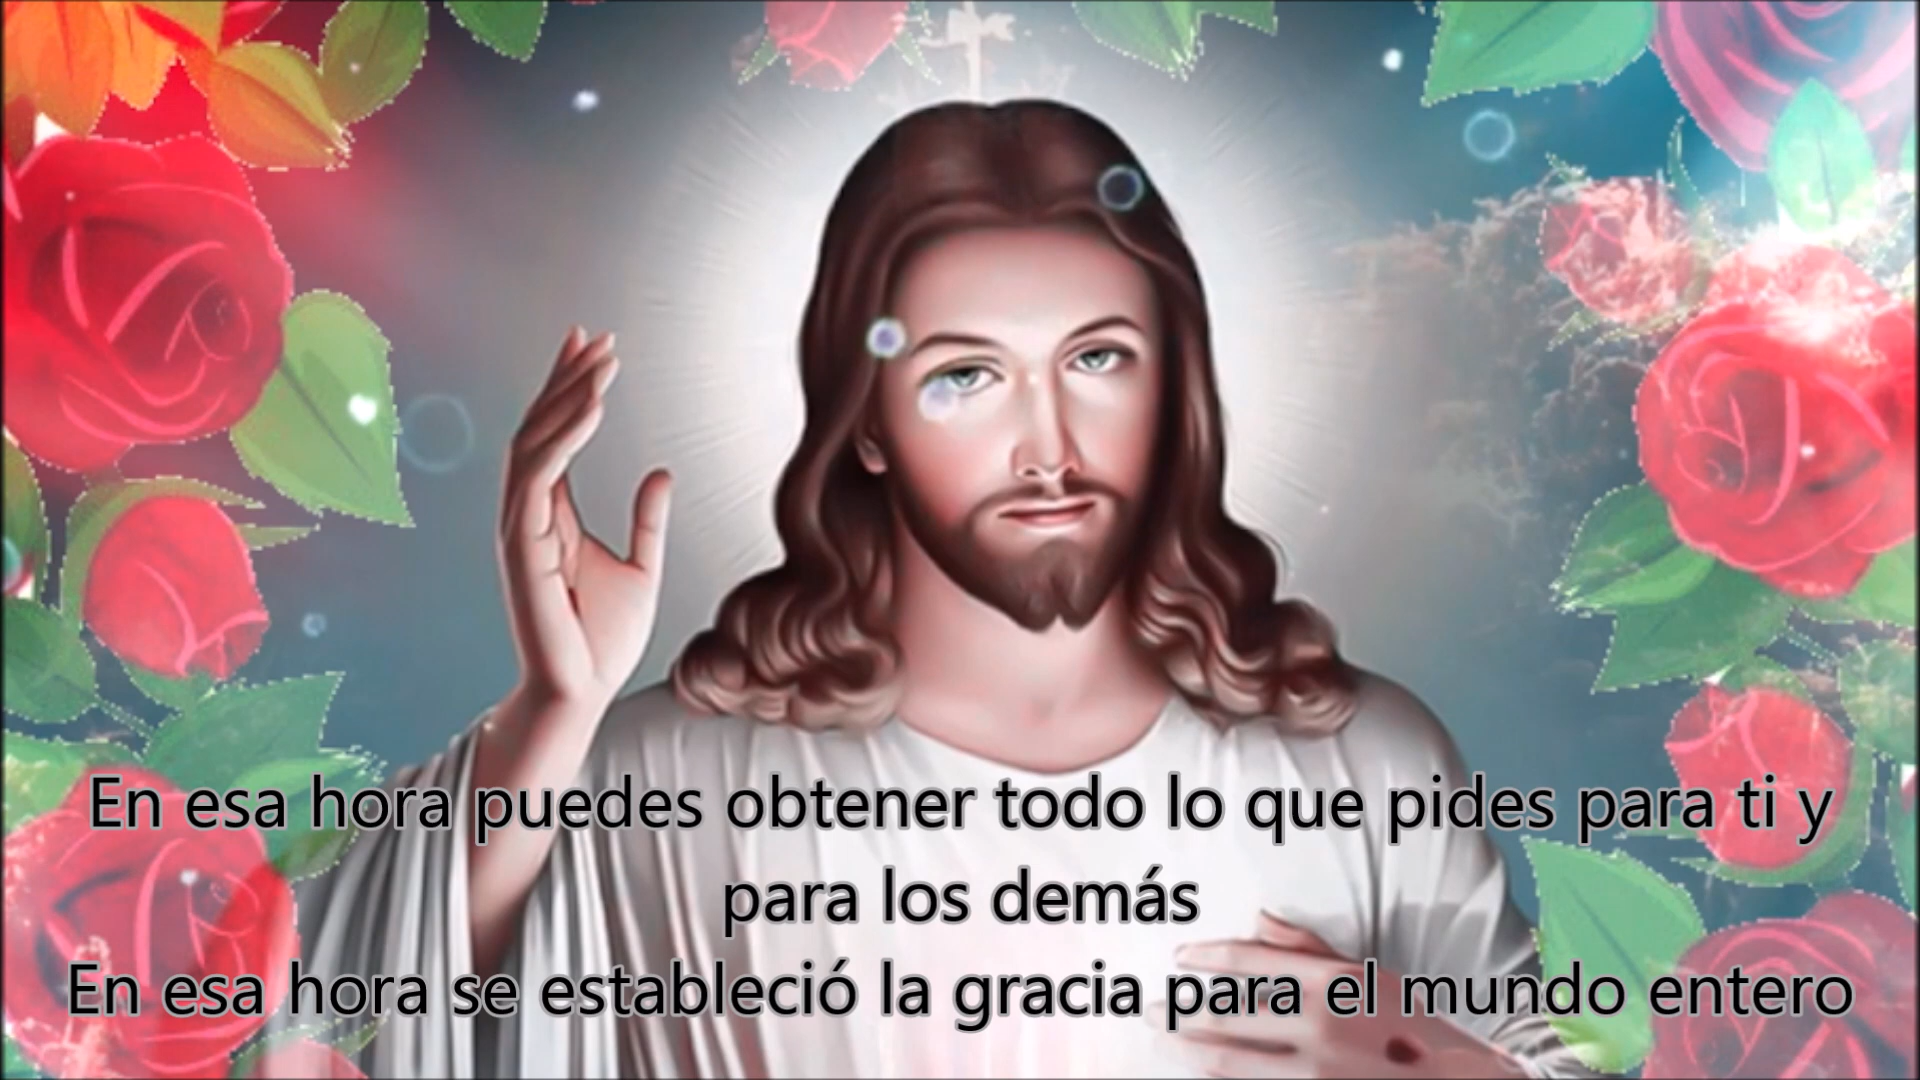 En esa hora puedes obtener todo lo que pides para ti y
para los demás
En esa hora se estableció la gracia para el mundo entero